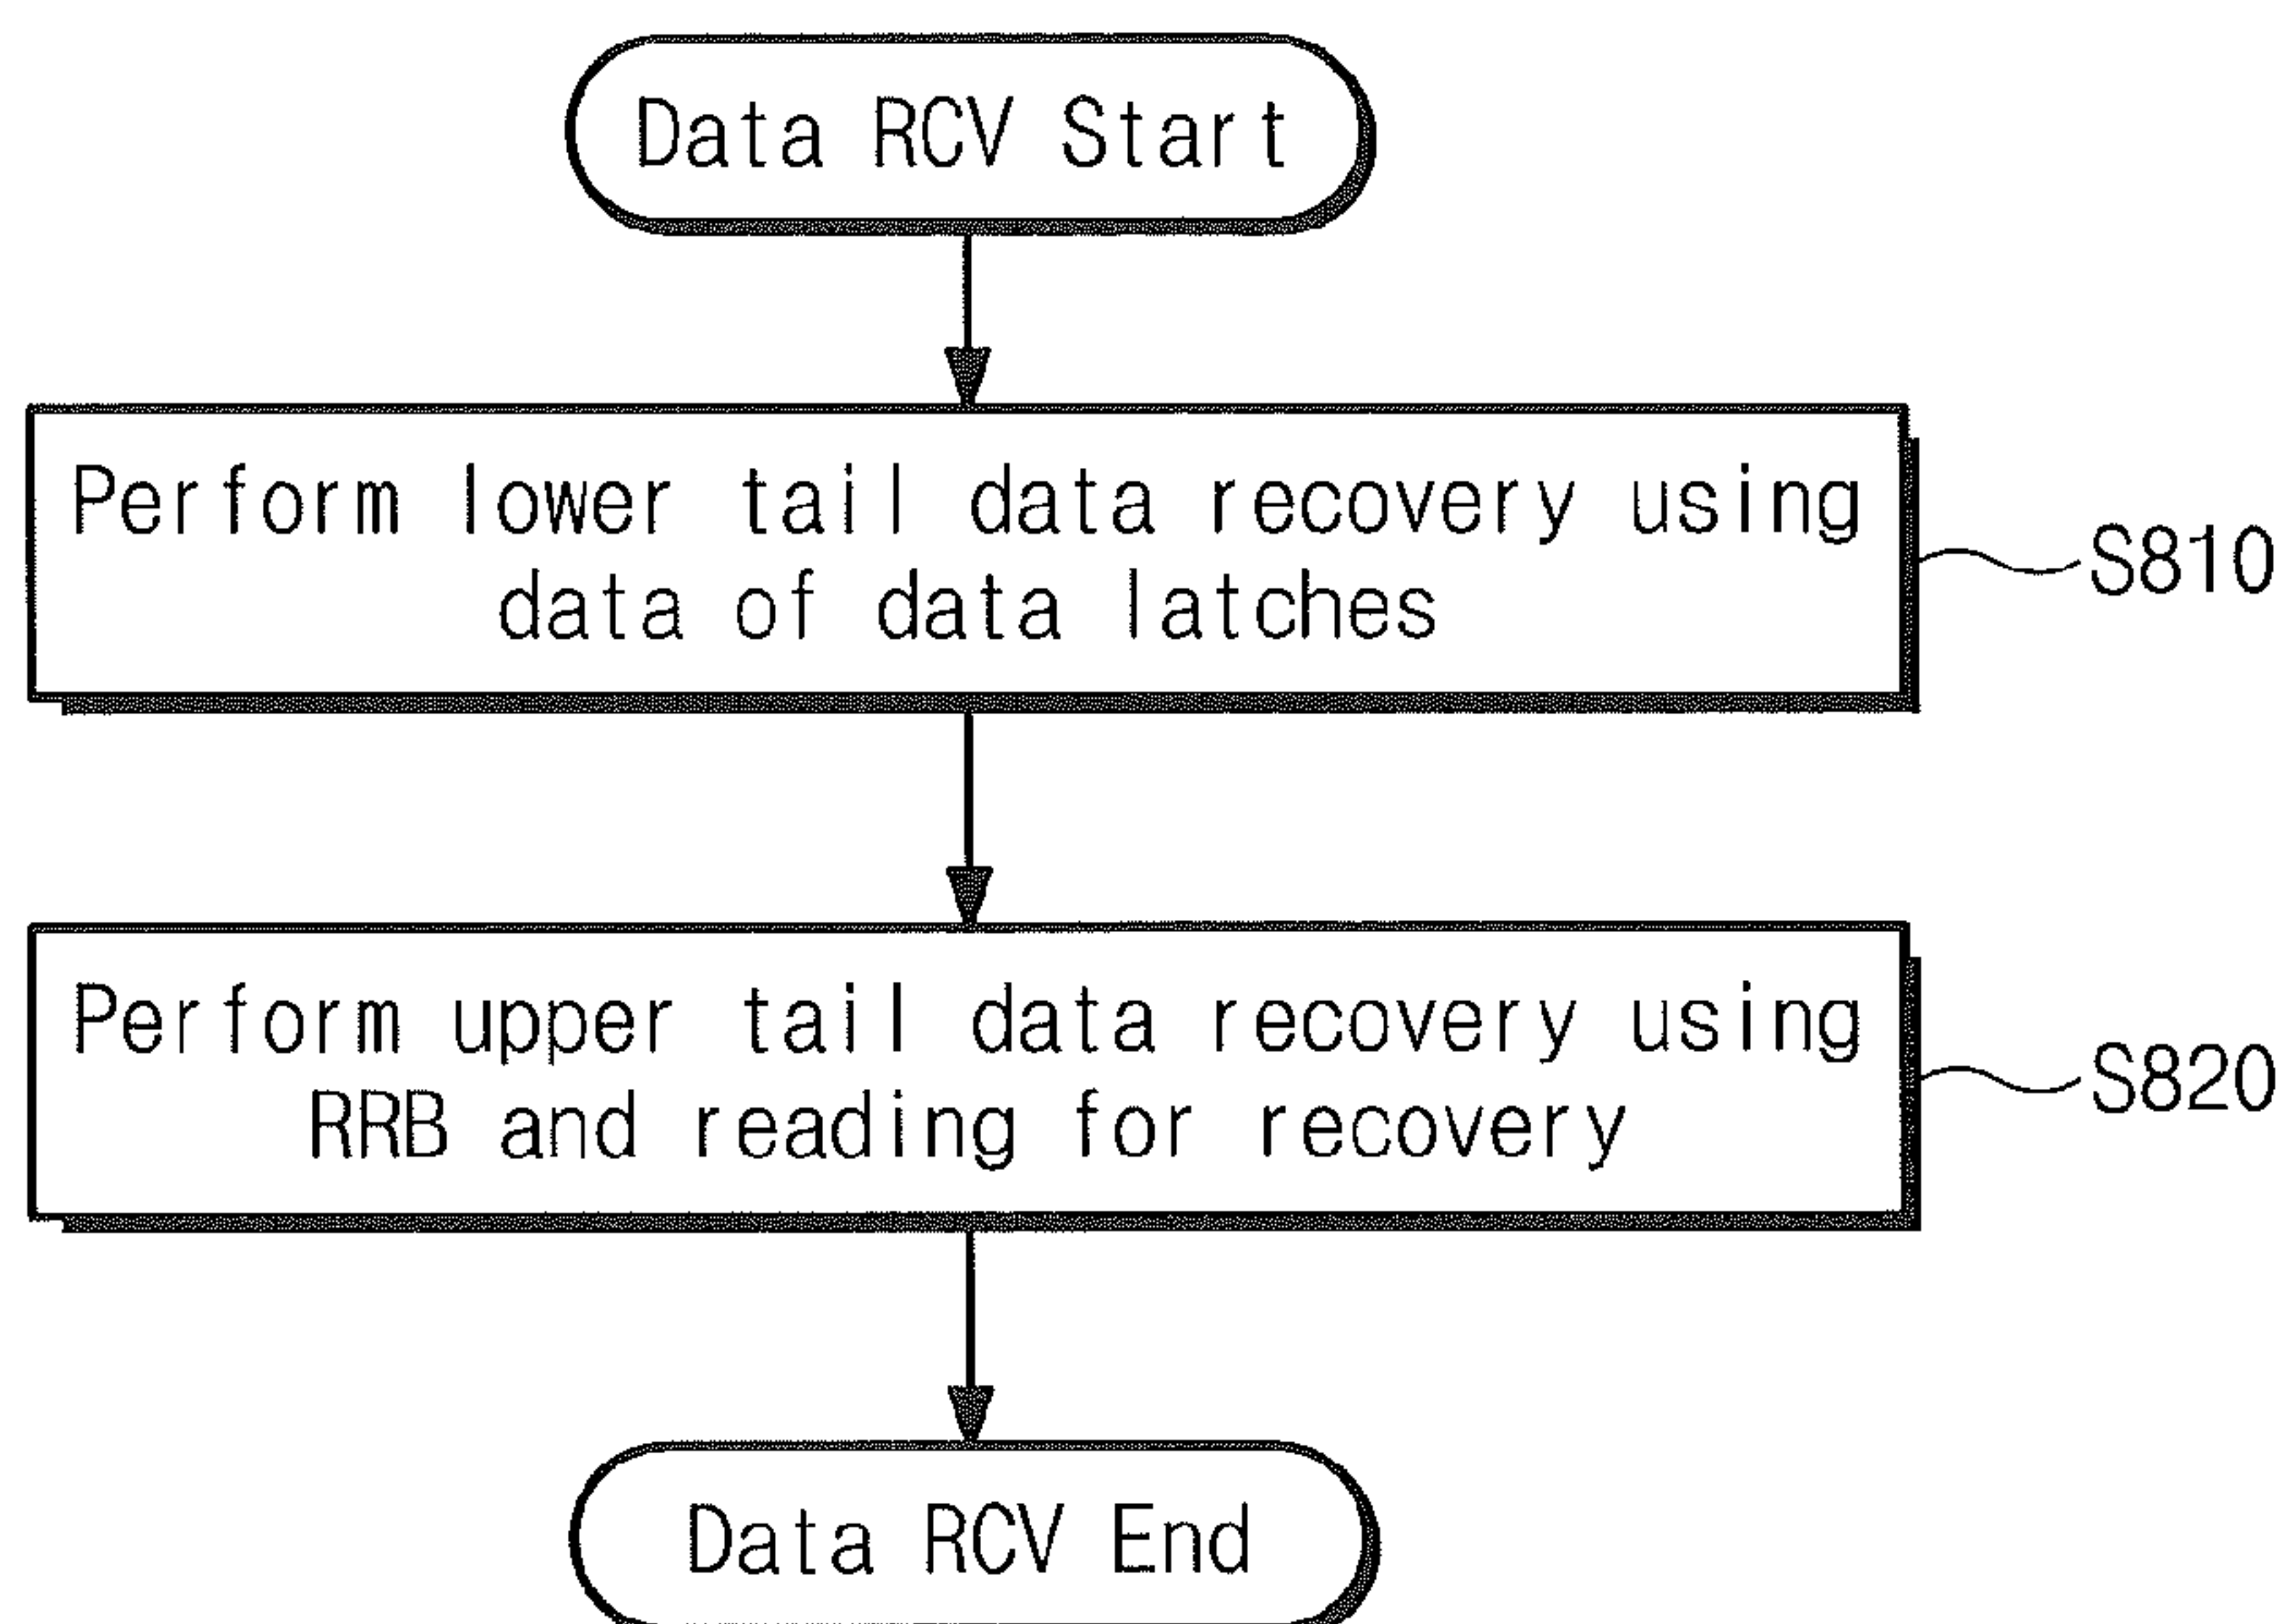 Data RCV Start
Perform lower tail data recovery using
data of data latches
S810
Perform upper tail data recovery using
RRB and reading for recovery
S820
Data RCV End